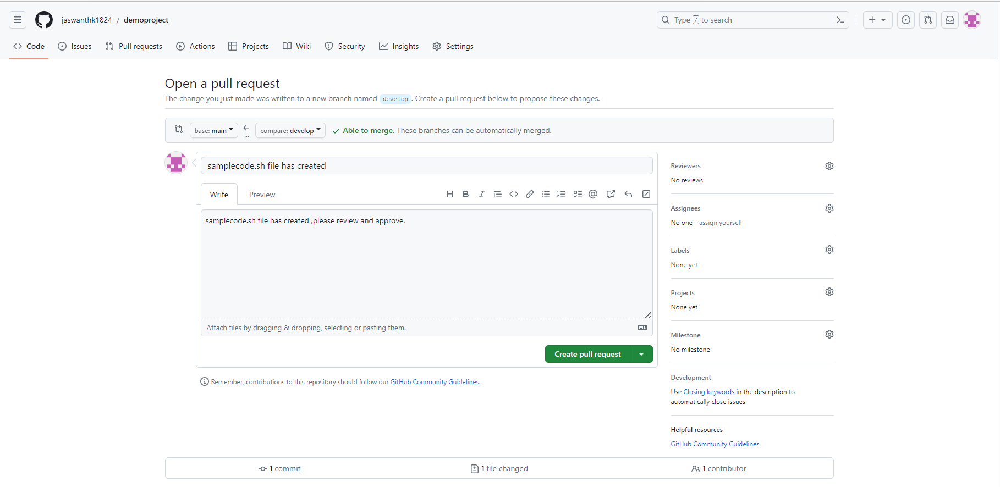 jaswanthk1824 / demoproject
Type / to search
Code Issues Pull requests Actions Projects Wiki Security Insights Settings
Open a pull request
The change you just made was written to a new branch named develop. Create a pull request below to propose these changes.
base: main ... compare: develop Able to merge. These branches can be automatically merged.
samplecode.sh file has created
Write Preview H B I
samplecode.sh file has created ,please review and approve.
Attach files by dragging & dropping, selecting or pasting them.
Create pull request
Remember, contributions to this repository should follow our GitHub Community Guidelines.
Reviewers
No reviews
Assignees
No one—assign yourself
Labels
None yet
Projects
None yet
Milestone
No milestone
Development
Use Closing keywords in the description to
automatically close issues
Helpful resources
GitHub Community Guidelines
1 commit 1 file changed 1 contributor